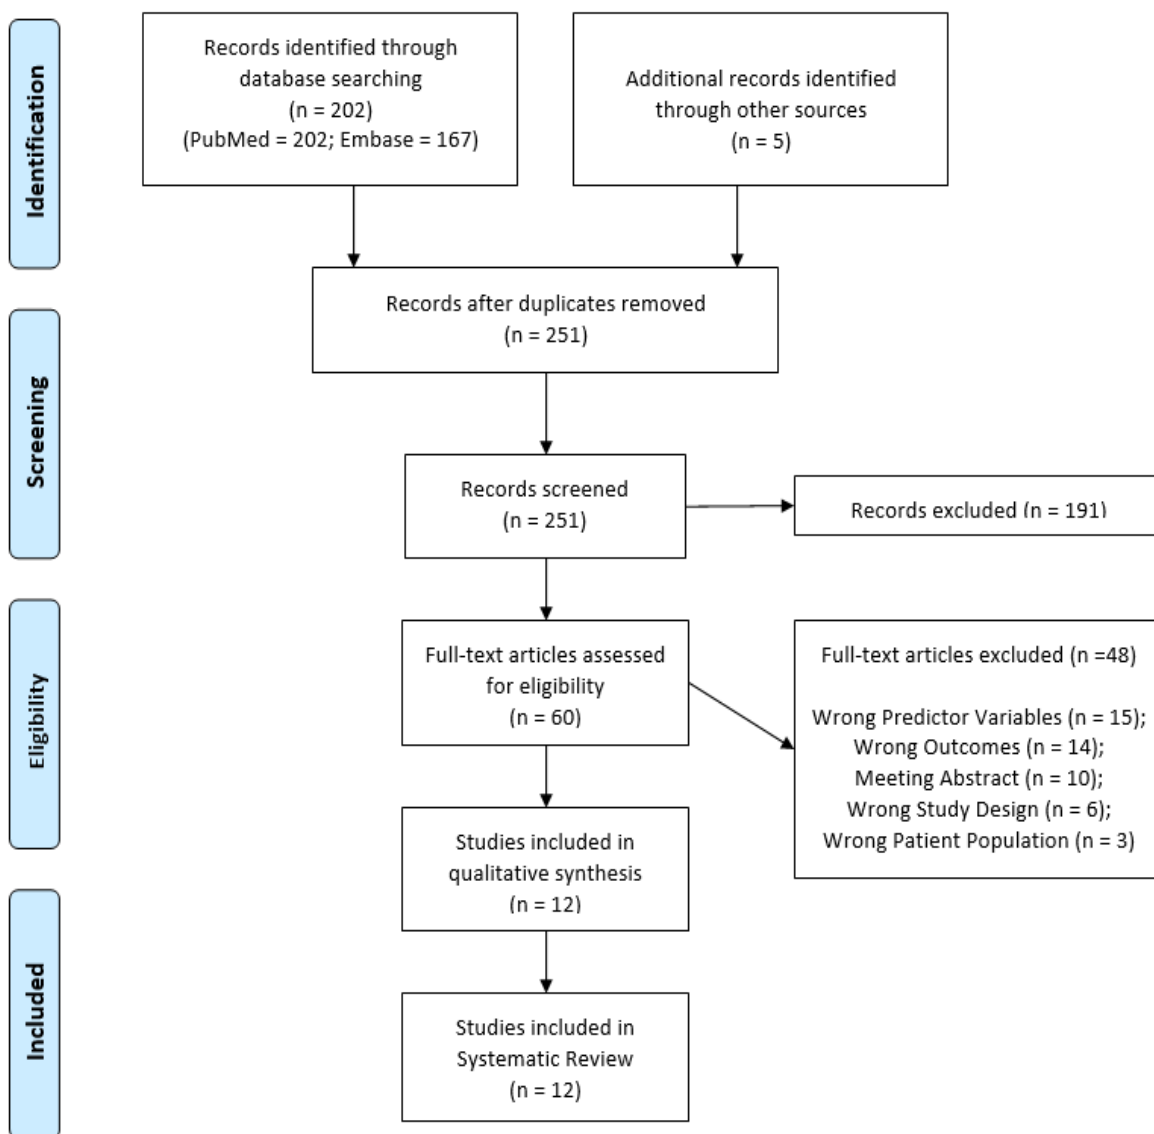 Identification
Records identified through
database searching
(n = 202)
(PubMed = 202; Embase = 167)
Additional records identified
through other sources
(n = 5)
Records after duplicates removed
(n = 251)
Screening
Records screened
(n = 251)
Records excluded (n = 191)
Eligibility
Full-text articles assessed
for eligibility
(n = 60)
Full-text articles excluded (n =48)
Wrong Predictor Variables (n = 15);
Wrong Outcomes (n = 14);
Meeting Abstract (n = 10);
Wrong Study Design (n = 6);
Wrong Patient Population (n = 3)
Studies included in
qualitative synthesis
(n = 12)
Included
Studies included in
Systematic Review
(n = 12)